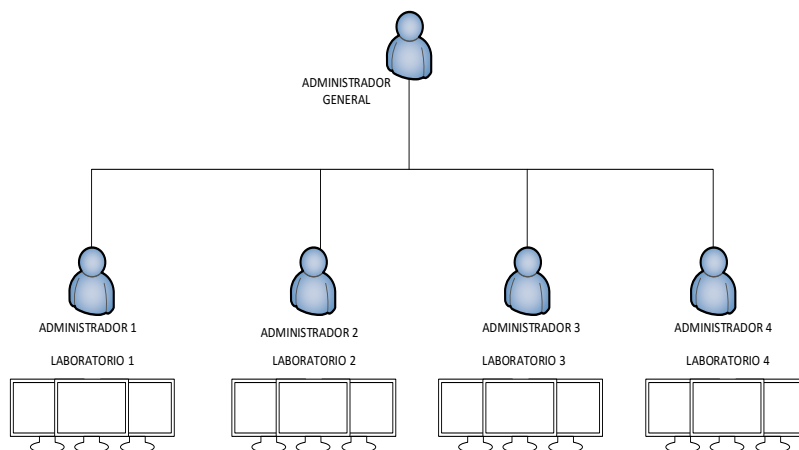 ADMINISTRADOR
GENERAL
ADMINISTRADOR 1
ADMINISTRADOR 2
ADMINISTRADOR 3
ADMINISTRADOR 4
LABORATORIO 1
LABORATORIO 2
LABORATORIO 3
LABORATORIO 4